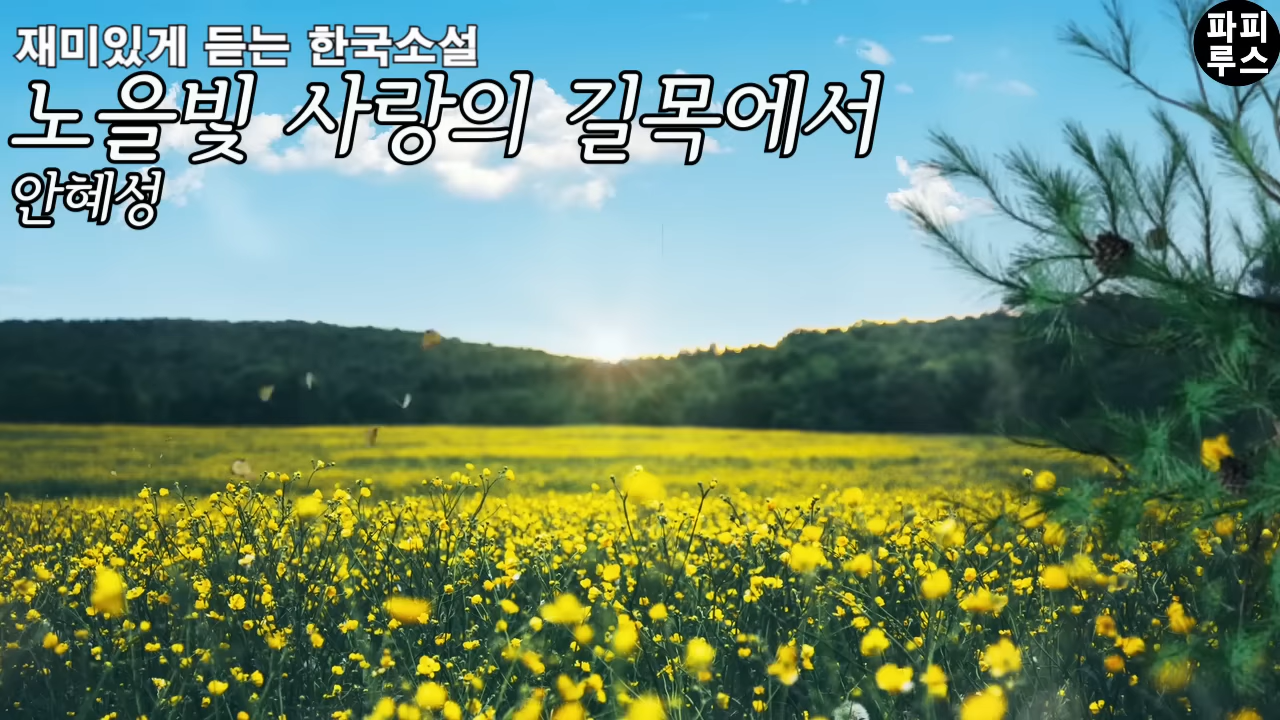 재미있게 듣는 한국소설
노을빛 사랑의 길목에서
안혜성
파피
루스